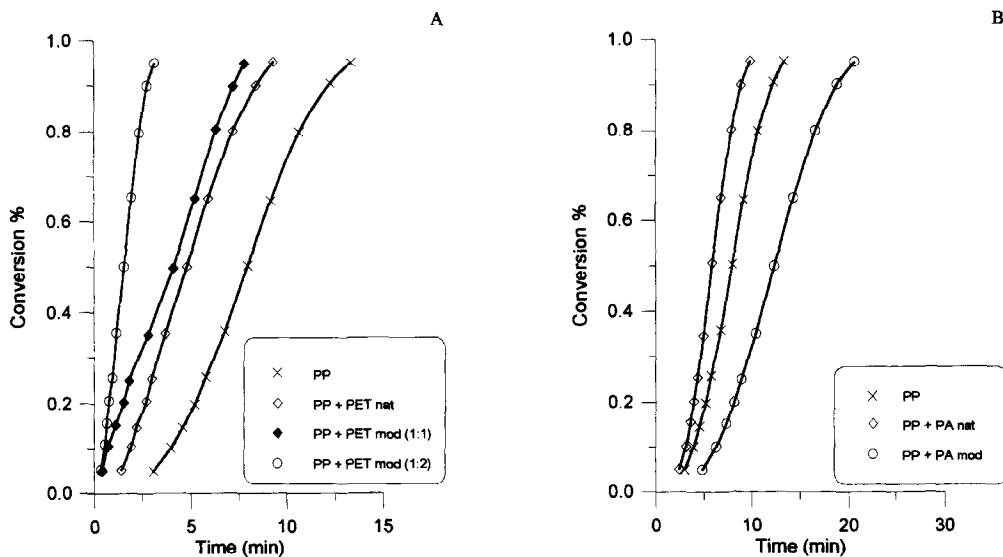 A
1.0
0.8
0.6
0.4
0.2
0.0
Conversion %
0
5
10
15
Time (min)
PP
PP + PET nat
PP + PET mod (1:1)
PP + PET mod (1:2)
B
1.0
0.8
0.6
0.4
0.2
0.0
Conversion %
0
10
20
30
Time (min)
PP
PP + PA nat
PP + PA mod